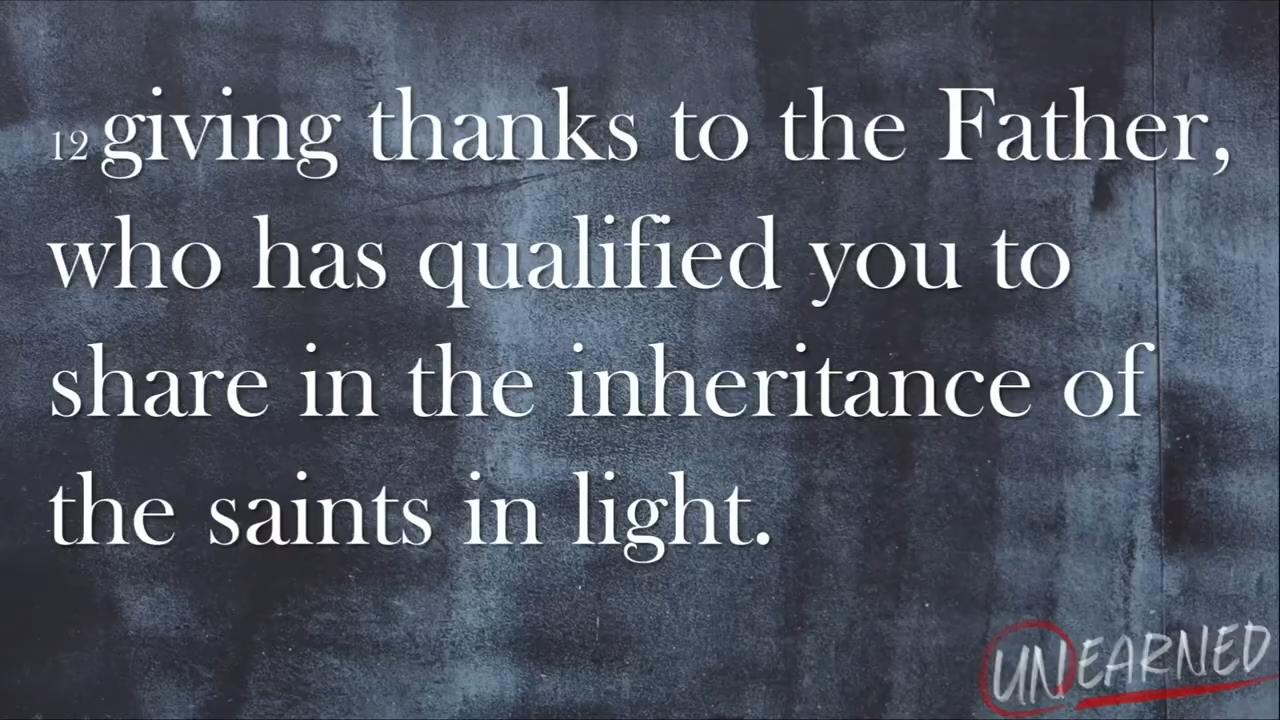 12 giving thanks to the Father,
who has qualified you to
share in the inheritance of
the saints in light.
UNEARNED